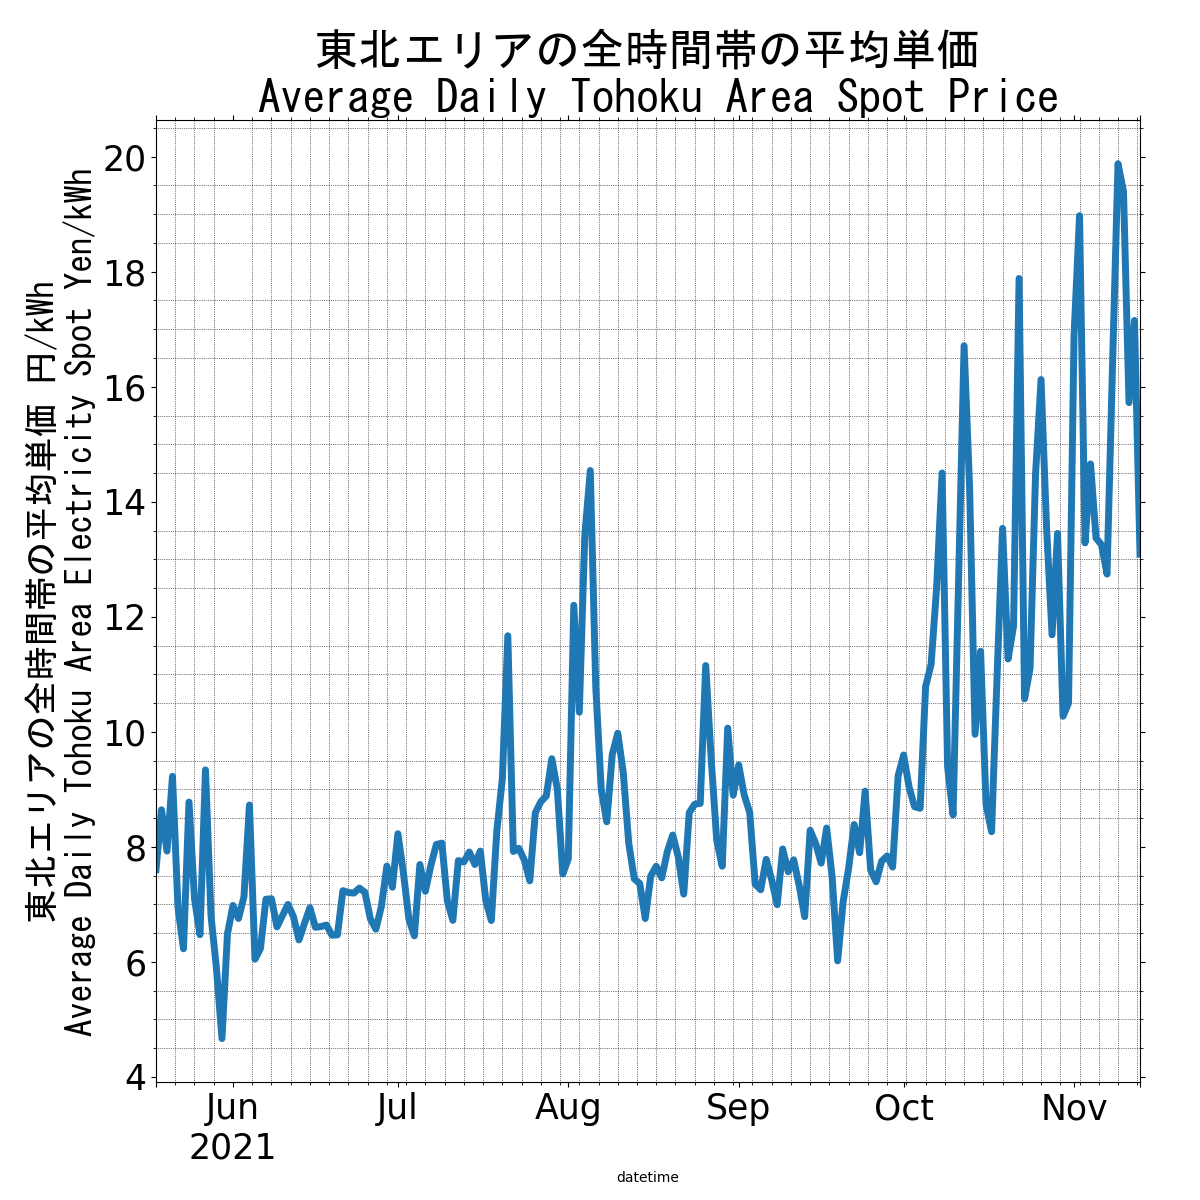 東北エリアの全時間帯の平均単価
Average Daily Tohoku Area Spot Price
東北エリアの全時間帯の平均単価 円/kWh
Average Daily Tohoku Area Electricity Spot Yen/kWh
20
18
16
14
12
10
8
6
4
Jun Jul Aug Sep Oct Nov
2021
datetime